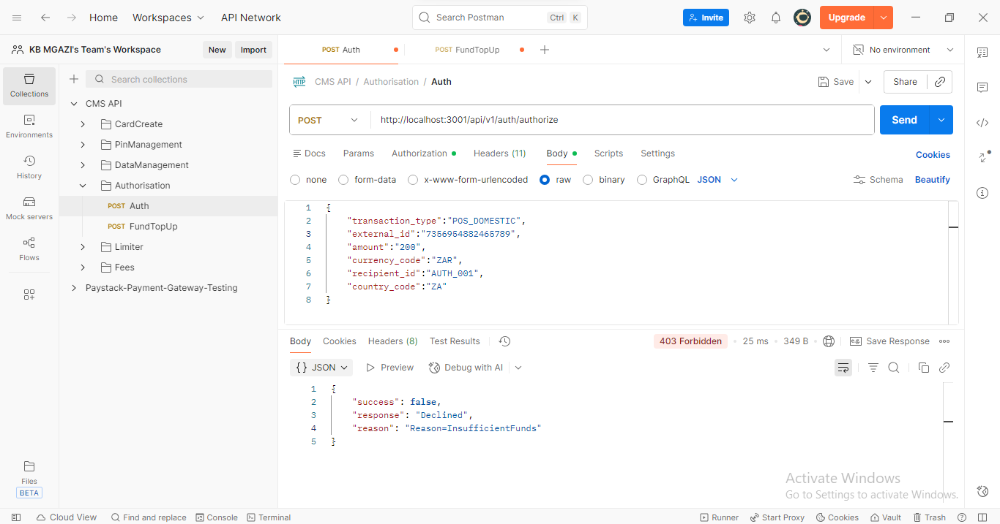 Home Workspaces API Network Search Postman Ctrl K Invite Upgrade
KB MGAZI's Team's Workspace New Import POST Auth POST FundTopUp No environment
Collections
Environments
History
Mock servers
Flows
Files
BETA
Search collections
CMS API
CardCreate
PinManagement
DataManagement
Authorisation
POST Auth
POST FundTopUp
Limiter
Fees
Paystack-Payment-Gateway-Testing
HTTP CMS API / Authorisation / Auth Save Share
POST http://localhost:3001/api/v1/auth/authorize Send
Docs Params Authorization Headers (11) Body Scripts Settings Cookies
none form-data x-www-form-urlencoded raw binary GraphQL JSON Schema Beautify
1 {
2 "transaction_type":"POS_DOMESTIC",
3 "external_id":"7356954882465789",
4 "amount":"200",
5 "currency_code":"ZAR",
6 "recipient_id":"AUTH_001",
7 "country_code":"ZA"
8 }
Body Cookies Headers (8) Test Results 403 Forbidden 25 ms 349 B e.g. Save Response
{} JSON Preview Debug with AI
1 {
2 "success": false,
3 "response": "Declined",
4 "reason": "Reason=InsufficientFunds"
5 }
Activate Windows
Go to Settings to activate Windows.
Cloud View Find and replace Console Terminal Runner Start Proxy Cookies Vault Trash